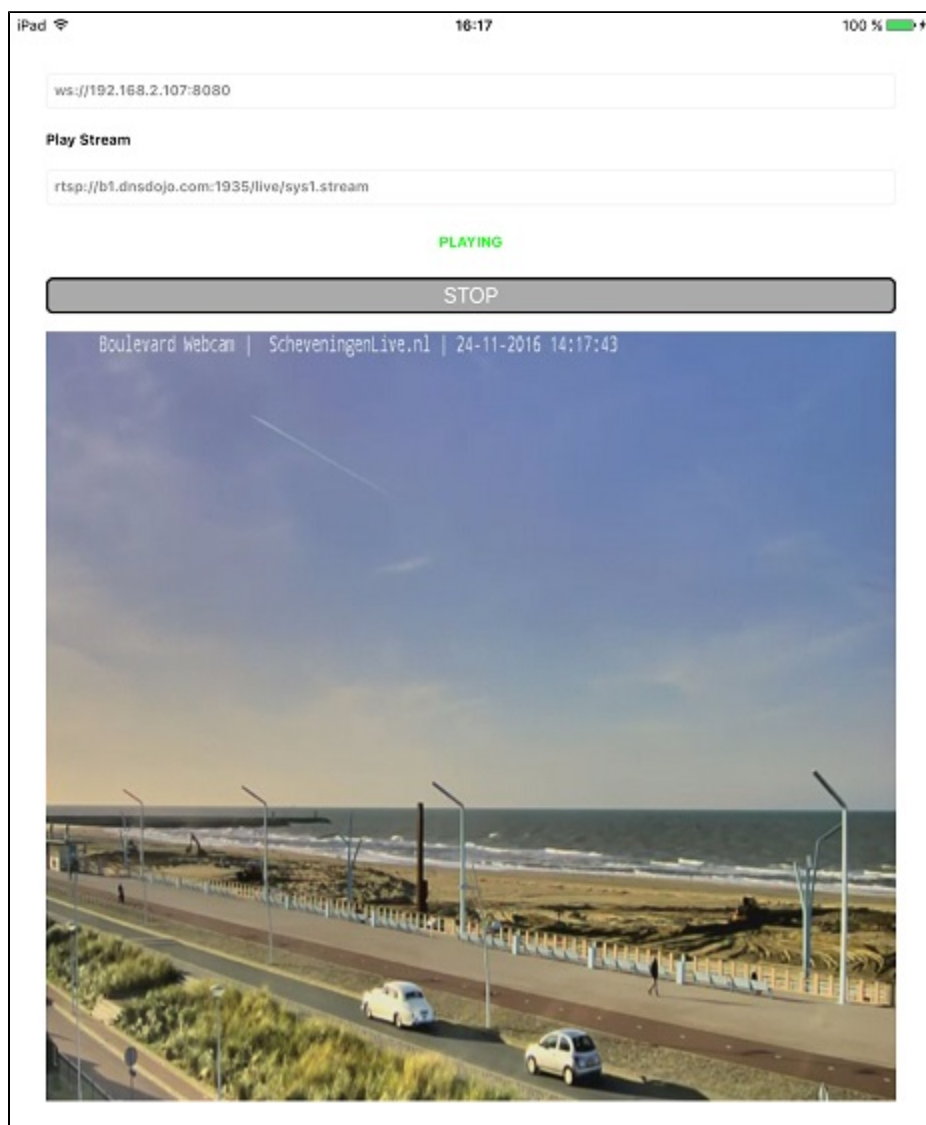 iPad 16:17 100 %
ws://192.168.2.107:8080
Play Stream
rtsp://b1.dnsdojo.com:1935/live/sys1.stream
PLAYING
STOP
Boulevard Webcam | ScheveningenLive.nl | 24-11-2016 14:17:43